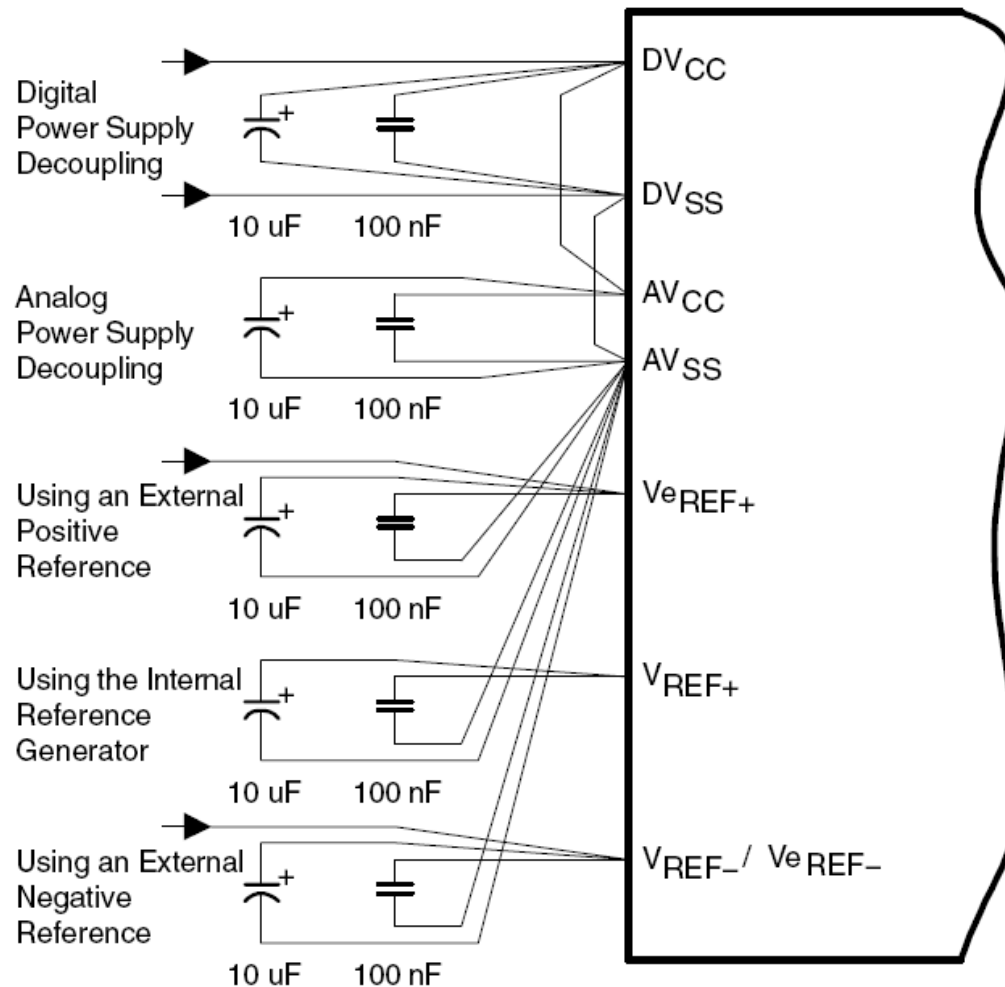 DVCC
Digital
Power Supply
Decoupling
+
DVSS
10 uF 100 nF
Analog
Power Supply
Decoupling
+
AVCC
AVSS
10 uF 100 nF
Using an External
Positive
Reference
+
VeREF+
10 uF 100 nF
Using the Internal
Reference
Generator
+
VREF+
10 uF 100 nF
Using an External
Negative
Reference
+
VREF− / VeREF−
10 uF 100 nF